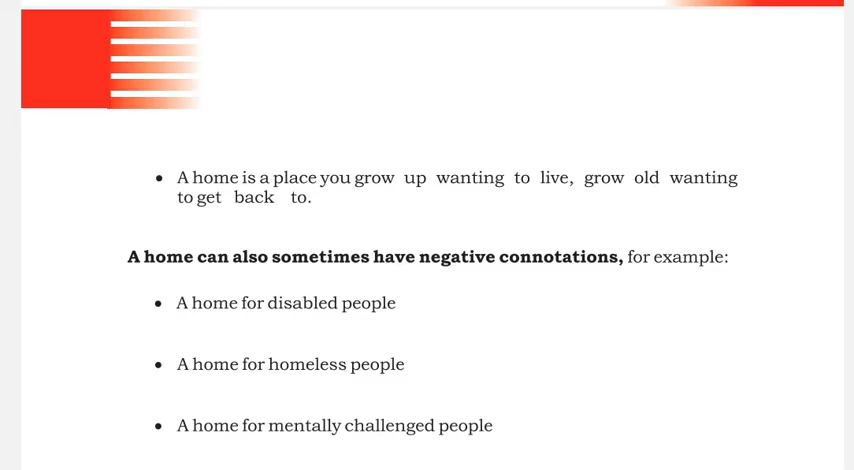 • A home is a place you grow up wanting to live, grow old wanting
to get back to.
A home can also sometimes have negative connotations, for example:
• A home for disabled people
• A home for homeless people
• A home for mentally challenged people